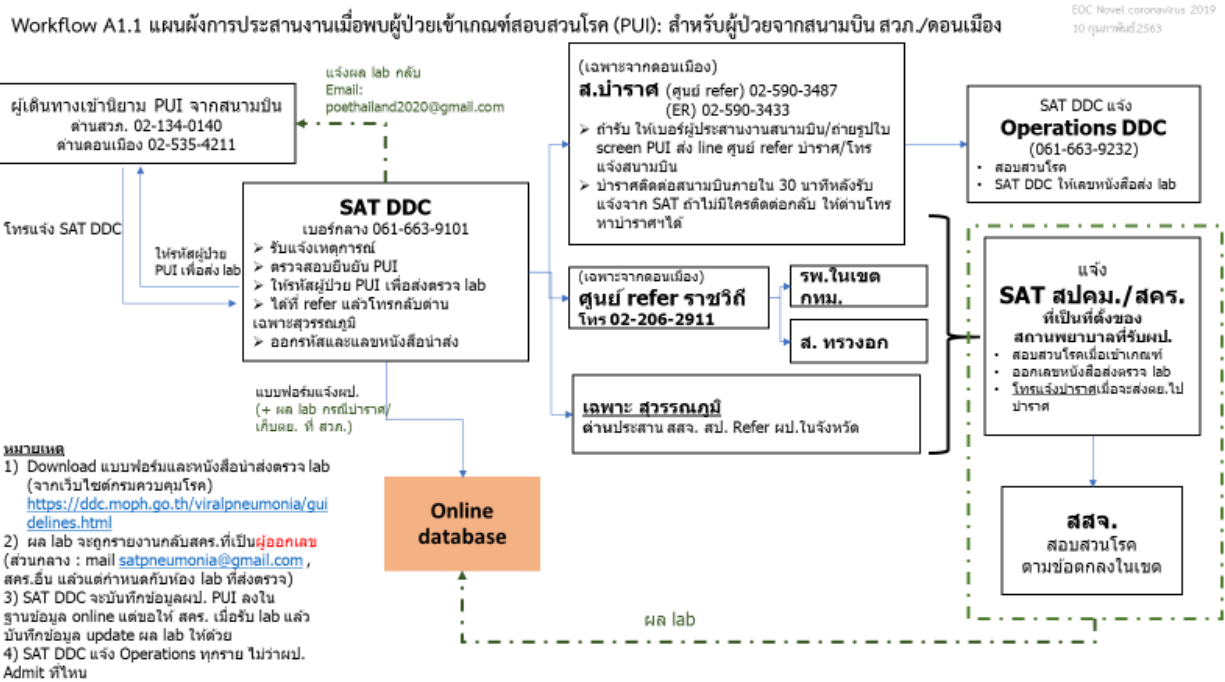 EOC Novel coronavirus 2019
10 กุมภาพันธ์ 2563
Workflow A1.1 แผนผังการประสานงานเมื่อพบผู้ป่วยเข้าเกณฑ์สอบสวนโรค (PUI): สำหรับผู้ป่วยจากสนามบิน สวภ./ดอนเมือง
ผู้เดินทางเข้านิยาม PUI จากสนามบิน
ด่านสวภ. 02-134-0140
ด่านดอนเมือง 02-535-4211
แจ้งผล lab กลับ
Email:
poethailand2020@gmail.com
โทรแจ้ง SAT DDC
ให้รหัสผู้ป่วย
PUI เพื่อส่ง lab
SAT DDC
เบอร์กลาง 061-663-9101
➢ รับแจ้งเหตุการณ์
➢ ตรวจสอบยืนยัน PUI
➢ ให้รหัสผู้ป่วย PUI เพื่อส่งตรวจ lab
➢ ได้ที่ refer แล้วโทรกลับด่าน
เฉพาะสุวรรณภูมิ
➢ ออกรหัสและเลขหนังสือนำส่ง
แบบฟอร์มแจ้งผป.
(+ ผล lab กรณีบำราศ/
เก็บตย. ที่ สวภ.)
Online
database
(เฉพาะจากดอนเมือง)
ส.บำราศ (ศูนย์ refer) 02-590-3487
(ER) 02-590-3433
➢ ถ้ารับ ให้เบอร์ผู้ประสานงานสนามบิน/ถ่ายรูปใบ
screen PUI ส่ง line ศูนย์ refer บำราศ/โทร
แจ้งสนามบิน
➢ บำราศติดต่อสนามบินภายใน 30 นาทีหลังรับ
แจ้งจาก SAT ถ้าไม่มีใครติดต่อกลับ ให้ด่านโทร
หาบำราศฯได้
(เฉพาะจากดอนเมือง)
ศูนย์ refer ราชวิถี
โทร 02-206-2911
รพ.ในเขต
กทม.
ส. ทรวงอก
เฉพาะ สุวรรณภูมิ
ด่านประสาน สสจ. สป. Refer ผป.ในจังหวัด
SAT DDC แจ้ง
Operations DDC
(061-663-9232)
• สอบสวนโรค
• SAT DDC ให้เลขหนังสือส่ง lab
แจ้ง
SAT สปคม./สคร.
ที่เป็นที่ตั้งของ
สถานพยาบาลที่รับผป.
• สอบสวนโรคเมื่อเข้าเกณฑ์
• ออกเลขหนังสือส่งตรวจ lab
• โทรแจ้งบำราศเมื่อจะส่งตย.ไป
บำราศ
สสจ.
สอบสวนโรค
ตามข้อตกลงในเขต
ผล lab
หมายเหตุ
1) Download แบบฟอร์มและหนังสือนำส่งตรวจ lab
(จากเว็บไซต์กรมควบคุมโรค)
https://ddc.moph.go.th/viralpneumonia/gui
delines.html
2) ผล lab จะถูกรายงานกลับสคร.ที่เป็นผู้ออกเลข
(ส่วนกลาง : mail satpneumonia@gmail.com ,
สคร.อื่น แล้วแต่กำหนดกับห้อง lab ที่ส่งตรวจ)
3) SAT DDC จะบันทึกข้อมูลผป. PUI ลงใน
ฐานข้อมูล online แต่ขอให้ สคร. เมื่อรับ lab แล้ว
บันทึกข้อมูล update ผล lab ให้ด้วย
4) SAT DDC แจ้ง Operations ทุกราย ไม่ว่าผป.
Admit ที่ไหน